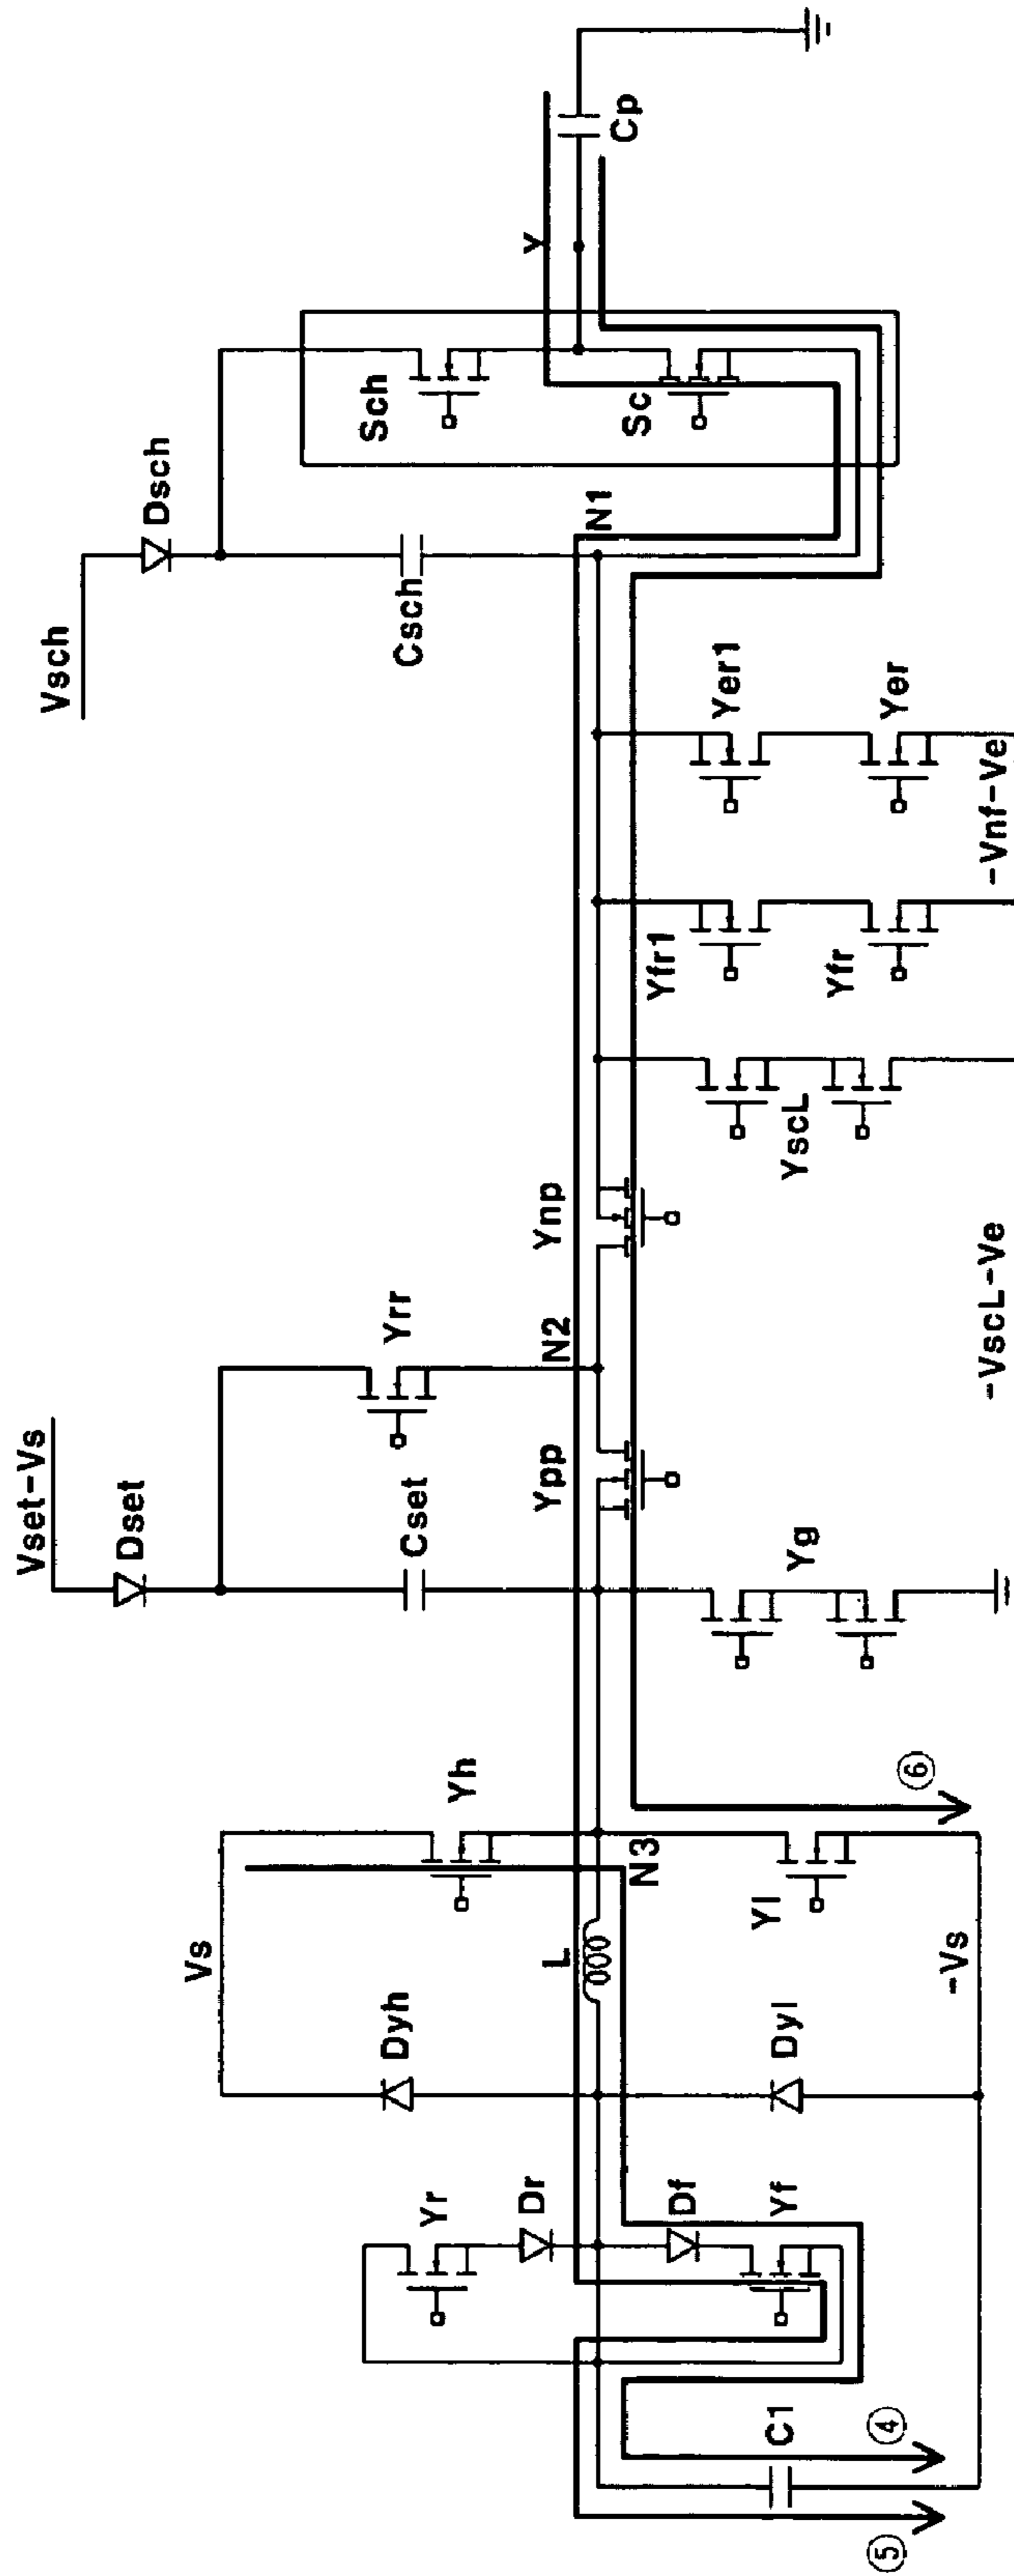 Vsch
Dsch
Csch
N1
Sch
Sc
Y
Cp
Vset-Vs
Dset
Cset
Yrr
N2
Ypp
Ynp
Yg
YscL
-VscL-Ve
Yfr1
Yfr
Yer1
Yer
-Vnf-Ve
Vs
Yh
Dyh
L
N3
Yl
Dyl
-Vs
Yr
Dr
Df
Yf
C1
④
⑤
⑥